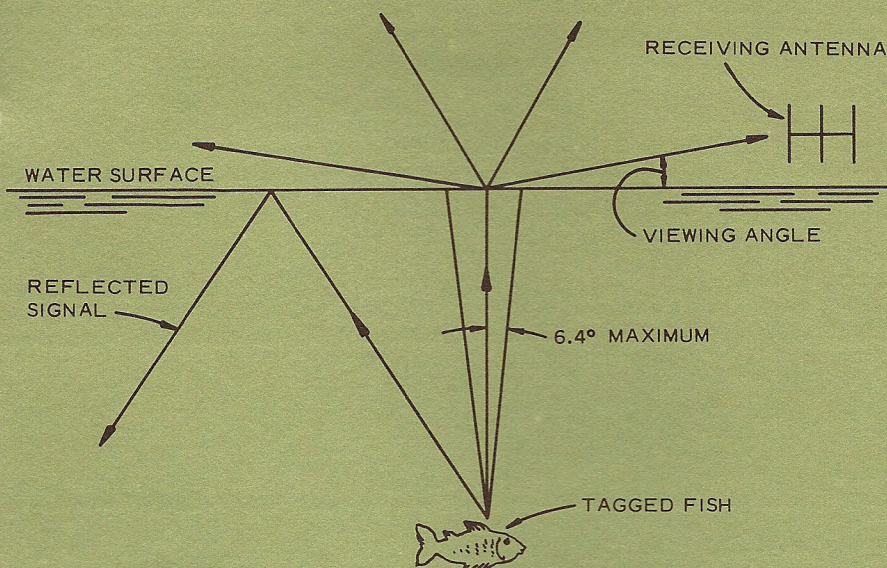 RECEIVING ANTENNA
WATER SURFACE
VIEWING ANGLE
REFLECTED
SIGNAL
6.4° MAXIMUM
TAGGED FISH